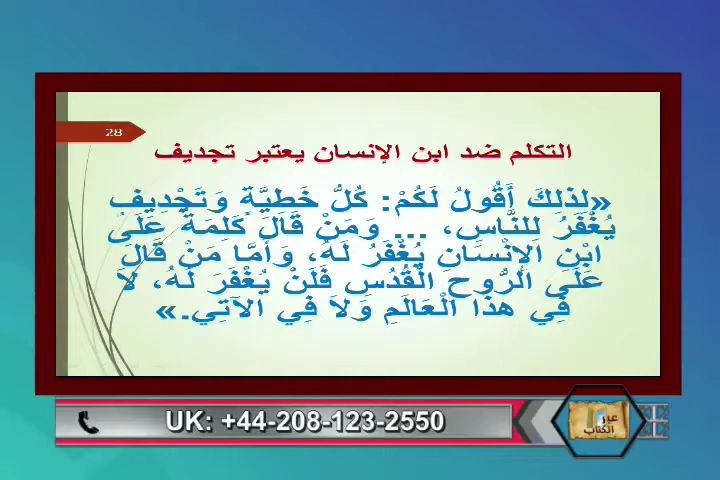 28
التكلم ضد ابن الإنسان يعتبر تجديف
«لِذلِكَ أَقُولُ لَكُمْ: كُلُّ خَطِيَّةٍ وَتَجْدِيفٍ
يُغْفَرُ لِلنَّاسِ، ... وَمَنْ قَالَ كَلِمَةً عَلَى
ابْنِ الإِنْسَانِ يُغْفَرُ لَهُ، وَأَمَّا مَنْ قَالَ
عَلَى الرُّوحِ الْقُدُسِ فَلَنْ يُغْفَرَ لَهُ، لاَ
فِي هذَا الْعَالَمِ وَلاَ فِي الآتِي.»
UK: +44-208-123-2550
الكتاب